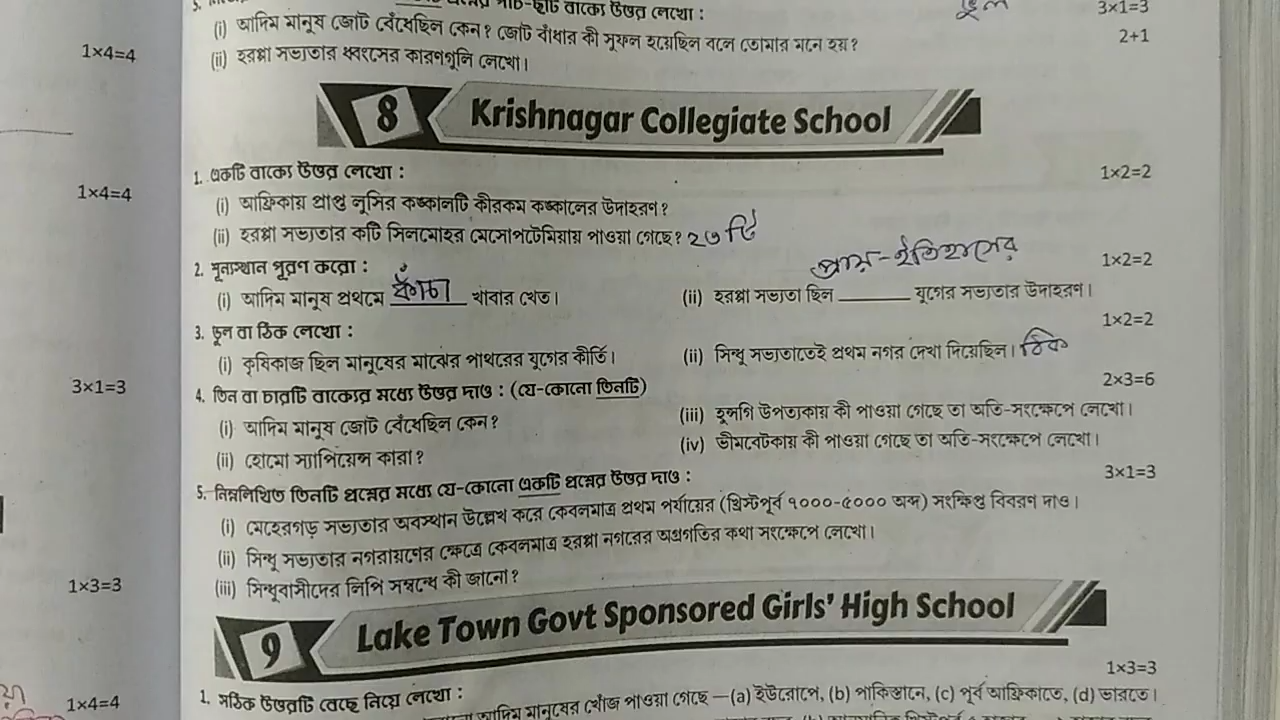 বাক্যে উত্তর লেখো :
3×1=3
(i) আদিম মানুষ জোট বেঁধেছিল কেন? জোট বাঁধার কী সুফল হয়েছিল বলে তোমার মনে হয়?
2+1
1×4=4
(ii) হরপ্পা সভ্যতার ধ্বংসের কারণগুলি লেখো।
8 Krishnagar Collegiate School
1. একটি বাক্যে উত্তর লেখো :
1×2=2
1×4=4
(i) আফ্রিকায় প্রাপ্ত লুসির কঙ্কালটি কীরকম কঙ্কালের উদাহরণ?
(ii) হরপ্পা সভ্যতার কটি সিলমোহর মেসোপটেমিয়ায় পাওয়া গেছে? ২৩ টি
2. শূন্যস্থান পূরণ করো :
প্রায়-ইতিহাসের
1×2=2
(i) আদিম মানুষ প্রথমে কাঁচা খাবার খেত।
(ii) হরপ্পা সভ্যতা ছিল ______ যুগের সভ্যতার উদাহরণ।
3. ভুল বা ঠিক লেখো :
1×2=2
(i) কৃষিকাজ ছিল মানুষের মাঝের পাথরের যুগের কীর্তি।
(ii) সিন্ধু সভ্যতাতেই প্রথম নগর দেখা দিয়েছিল। ঠিক
3×1=3
4. তিন বা চারটি বাক্যের মধ্যে উত্তর দাও : (যে-কোনো তিনটি)
2×3=6
(i) আদিম মানুষ জোট বেঁধেছিল কেন?
(iii) হুন্সগি উপত্যকায় কী পাওয়া গেছে তা অতি-সংক্ষেপে লেখো।
(ii) হোমো স্যাপিয়েন্স কারা?
(iv) ভীমবেটকায় কী পাওয়া গেছে তা অতি-সংক্ষেপে লেখো।
5. নিম্নলিখিত তিনটি প্রশ্নের মধ্যে যে-কোনো একটি প্রশ্নের উত্তর দাও :
3×1=3
(i) মেহেরগড় সভ্যতার অবস্থান উল্লেখ করে কেবলমাত্র প্রথম পর্যায়ের (খ্রিস্টপূর্ব ৭০০০-৫০০০ অব্দ) সংক্ষিপ্ত বিবরণ দাও।
(ii) সিন্ধু সভ্যতার নগরায়ণের ক্ষেত্রে কেবলমাত্র হরপ্পা নগরের অগ্রগতির কথা সংক্ষেপে লেখো।
1×3=3
(iii) সিন্ধুবাসীদের লিপি সম্বন্ধে কী জানো?
9 Lake Town Govt Sponsored Girls' High School
1. সঠিক উত্তরটি বেছে নিয়ে লেখো :
1×3=3
1×4=4
আদিম মানুষের খোঁজ পাওয়া গেছে —(a) ইউরোপে, (b) পাকিস্তানে, (c) পূর্ব আফ্রিকাতে, (d) ভারতে।